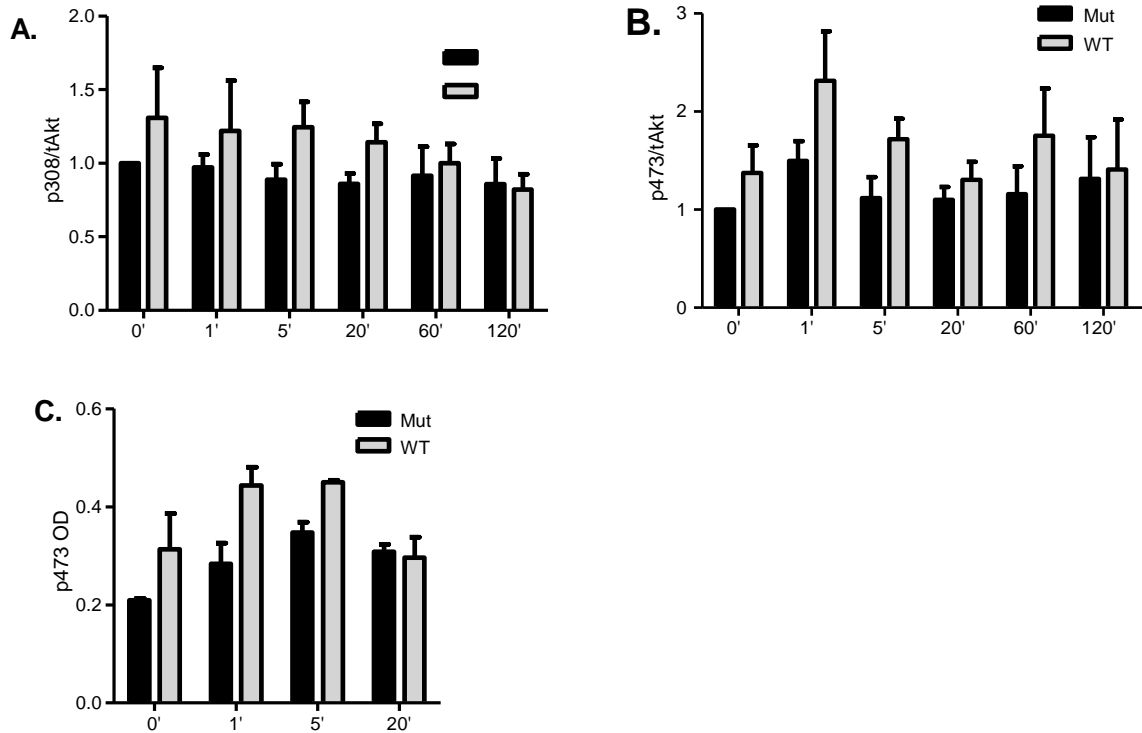 A.
p308/tAkt
2.0
1.5
1.0
0.5
0.0
0' 1' 5' 20' 60' 120'
B.
p473/tAkt
3
2
1
0
Mut
WT
0' 1' 5' 20' 60' 120'
C.
p473 OD
0.6
0.4
0.2
0.0
Mut
WT
0' 1' 5' 20'